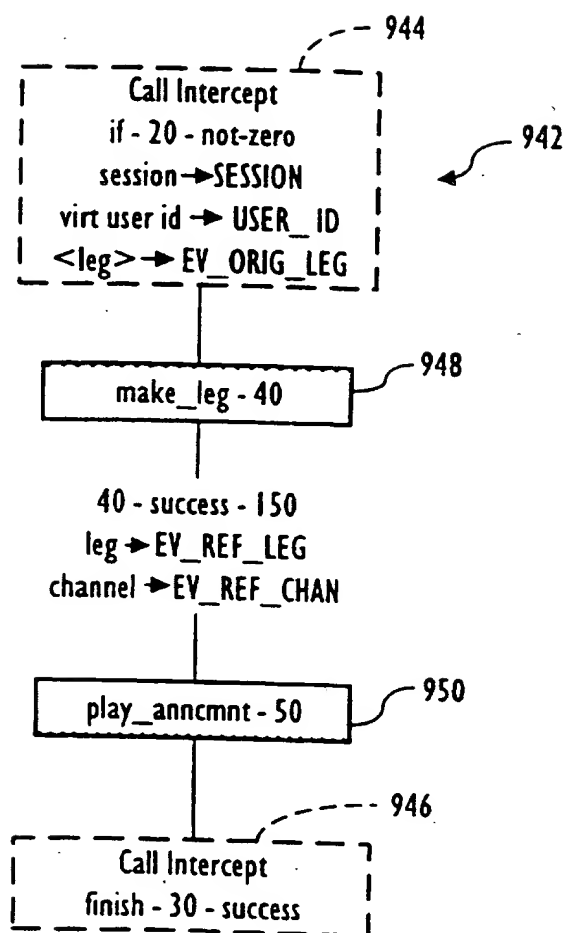 944
Call Intercept
if - 20 - not-zero
942
session → SESSION
virt user id → USER_ID
<leg> → EV_ORIG_LEG
948
make_leg - 40
40 - success - 150
leg → EV_REF_LEG
channel → EV_REF_CHAN
950
play_anncmnt - 50
946
Call Intercept
finish - 30 - success